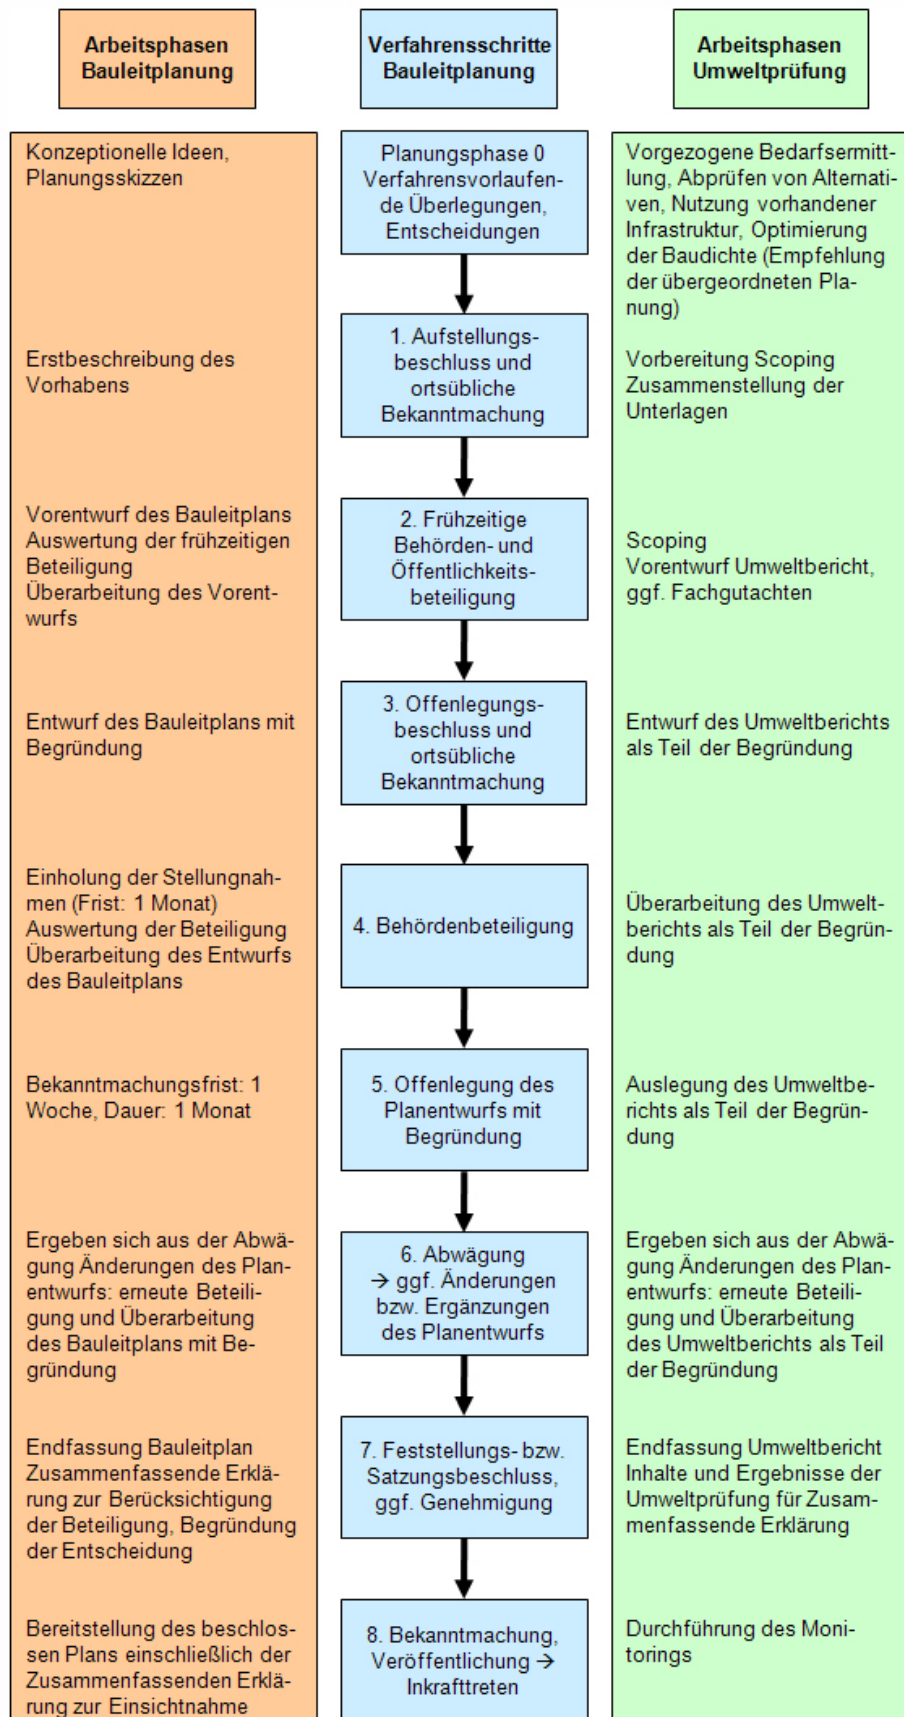 Arbeitsphasen
Bauleitplanung
Verfahrensschritte
Bauleitplanung
Arbeitsphasen
Umweltprüfung
Konzeptionelle Ideen,
Planungsskizzen
Planungsphase 0
Verfahrensvorlaufen-
de Überlegungen,
Entscheidungen
Vorgezogene Bedarfsermitt-
lung, Abprüfen von Alternati-
ven, Nutzung vorhandener
Infrastruktur, Optimierung
der Baudichte (Empfehlung
der übergeordneten Pla-
nung)
Erstbeschreibung des
Vorhabens
1. Aufstellungs-
beschluss und
ortsübliche
Bekanntmachung
Vorbereitung Scoping
Zusammenstellung der
Unterlagen
Vorentwurf des Bauleitplans
Auswertung der frühzeitigen
Beteiligung
Überarbeitung des Vorent-
wurfs
2. Frühzeitige
Behörden- und
Öffentlichkeits-
beteiligung
Scoping
Vorentwurf Umweltbericht,
ggf. Fachgutachten
Entwurf des Bauleitplans mit
Begründung
3. Offenlegungs-
beschluss und
ortsübliche
Bekanntmachung
Entwurf des Umweltberichts
als Teil der Begründung
Einholung der Stellungnah-
men (Frist: 1 Monat)
Auswertung der Beteiligung
Überarbeitung des Entwurfs
des Bauleitplans
4. Behördenbeteiligung
Überarbeitung des Umwelt-
berichts als Teil der Begrün-
dung
Bekanntmachungsfrist: 1
Woche, Dauer: 1 Monat
5. Offenlegung des
Planentwurfs mit
Begründung
Auslegung des Umweltbe-
richts als Teil der Begrün-
dung
Ergeben sich aus der Abwä-
gung Änderungen des Plan-
entwurfs: erneute Beteili-
gung und Überarbeitung
des Bauleitplans mit Be-
gründung
6. Abwägung
→ ggf. Änderungen
bzw. Ergänzungen
des Planentwurfs
Ergeben sich aus der Abwä-
gung Änderungen des Plan-
entwurfs: erneute Beteili-
gung und Überarbeitung
des Umweltberichts als Teil
der Begründung
Endfassung Bauleitplan
Zusammenfassende Erklä-
rung zur Berücksichtigung
der Beteiligung, Begründung
der Entscheidung
7. Feststellungs- bzw.
Satzungsbeschluss,
ggf. Genehmigung
Endfassung Umweltbericht
Inhalte und Ergebnisse der
Umweltprüfung für Zusam-
menfassende Erklärung
Bereitstellung des beschlos-
sen Plans einschließlich der
Zusammenfassenden Erklä-
rung zur Einsichtnahme
8. Bekanntmachung,
Veröffentlichung →
Inkrafttreten
Durchführung des Moni-
torings